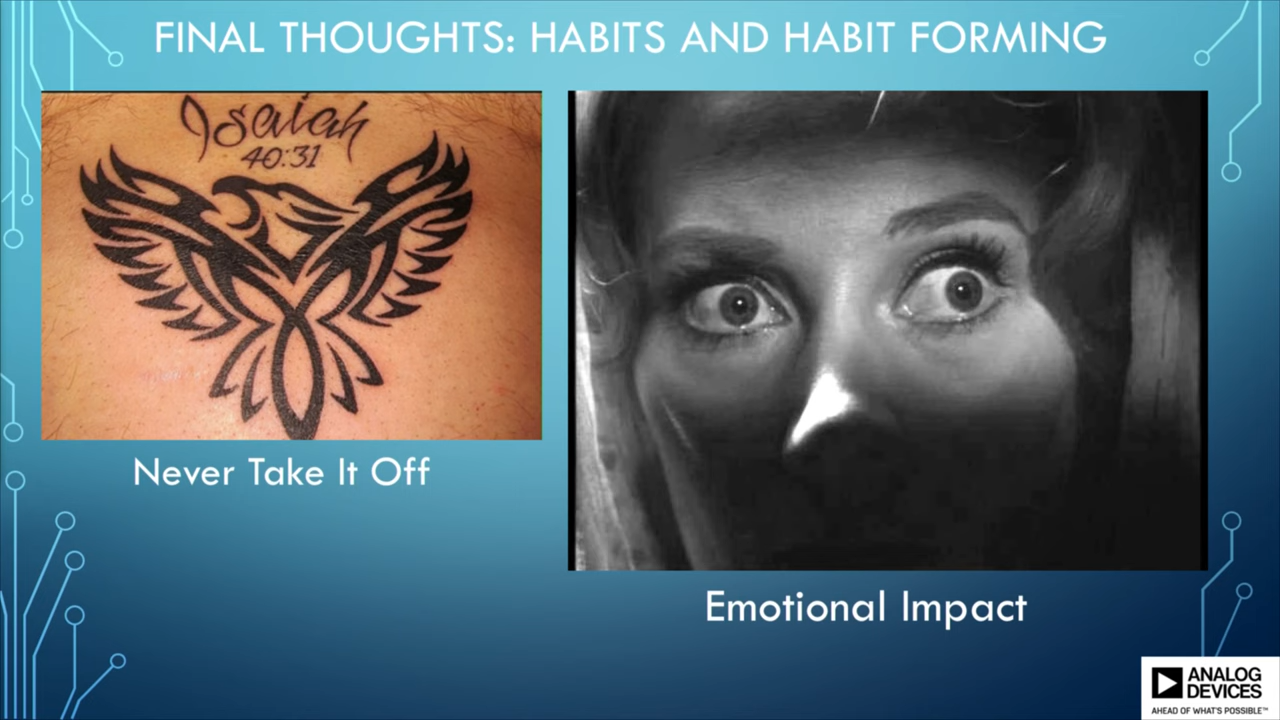 FINAL THOUGHTS: HABITS AND HABIT FORMING
Isaiah
40:31
Never Take It Off
Emotional Impact
ANALOG
DEVICES
AHEAD OF WHAT'S POSSIBLE™